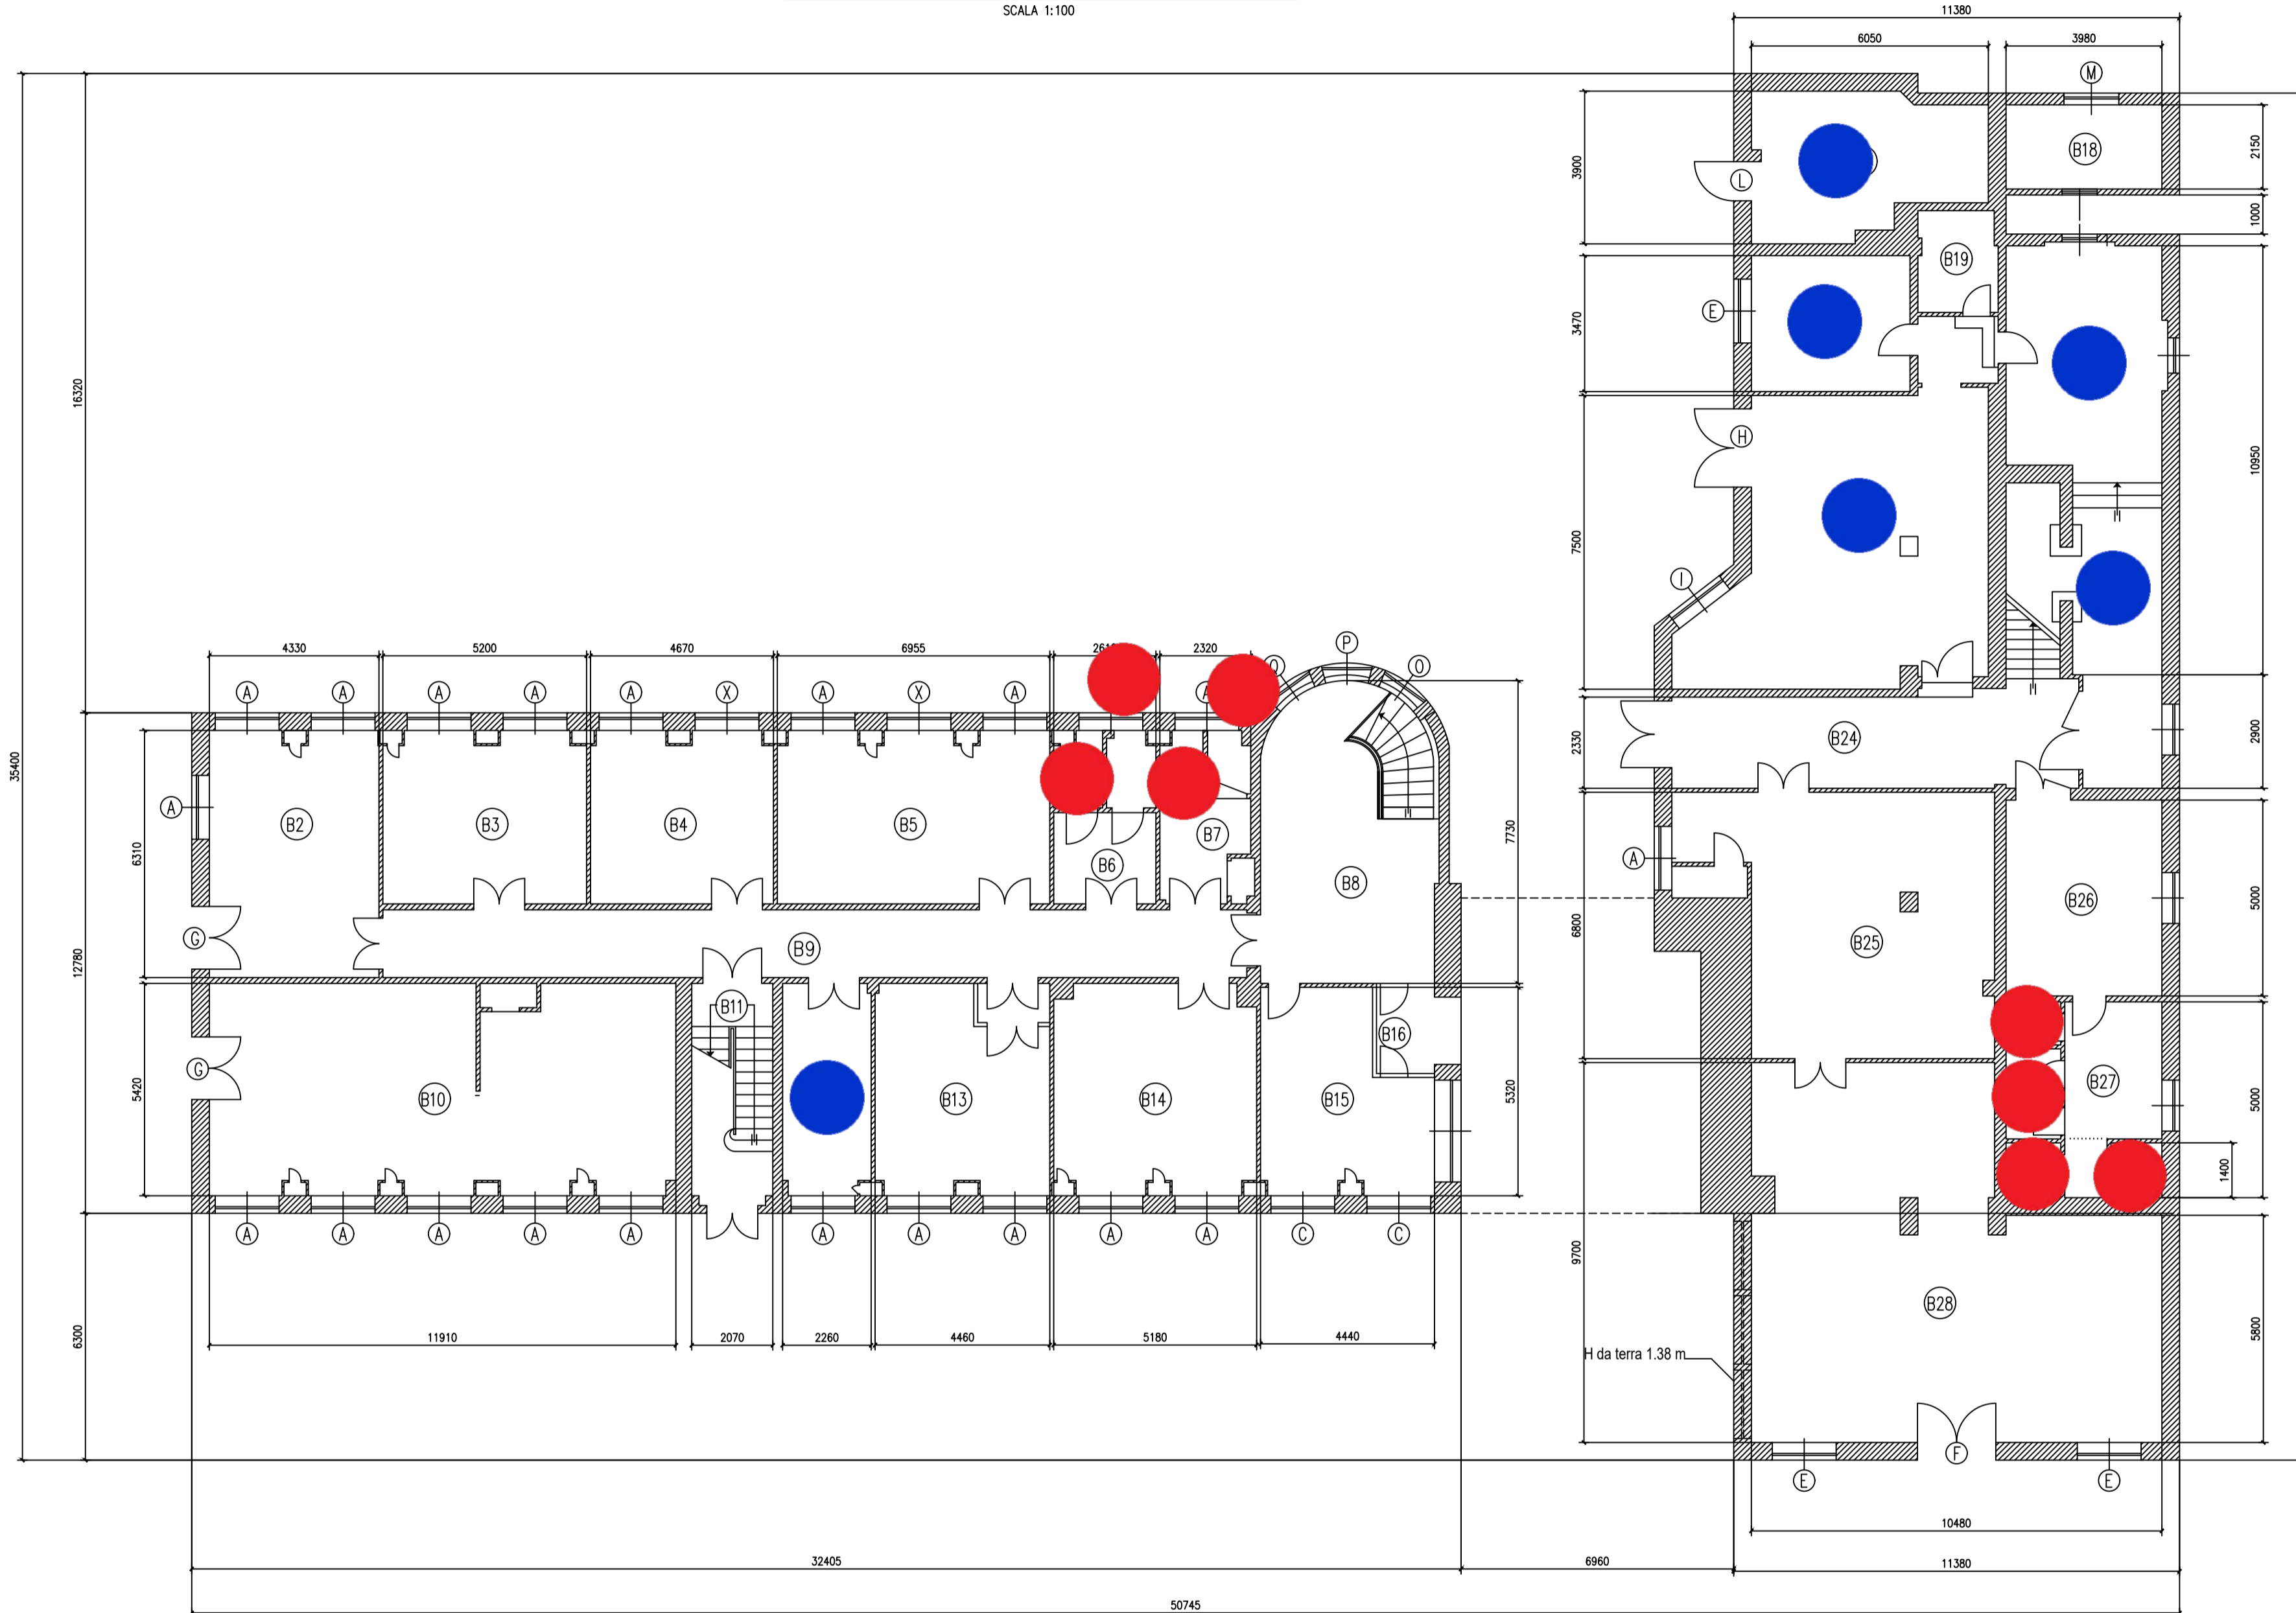 SCALA 1:100
11380
6050
3980
M
B18
2150
3900
L
1000
B19
E
3470
16320
H
10950
7500
I
35400
4330
5200
4670
6955
2320
P
O
A
A
A
A
A
X
A
X
A
B24
2330
2900
A
B2
B3
B4
B5
B6
B7
B8
7730
6310
A
B26
5000
G
B9
B25
6800
12780
B11
B16
G
B10
B13
B14
B15
5420
5320
B27
5000
1400
A
A
A
A
A
A
A
A
A
A
C
C
9700
B28
5800
11910
2070
2260
4460
5180
4440
6300
H da terra 1.38 m
E
F
E
10480
32405
6960
11380
50745